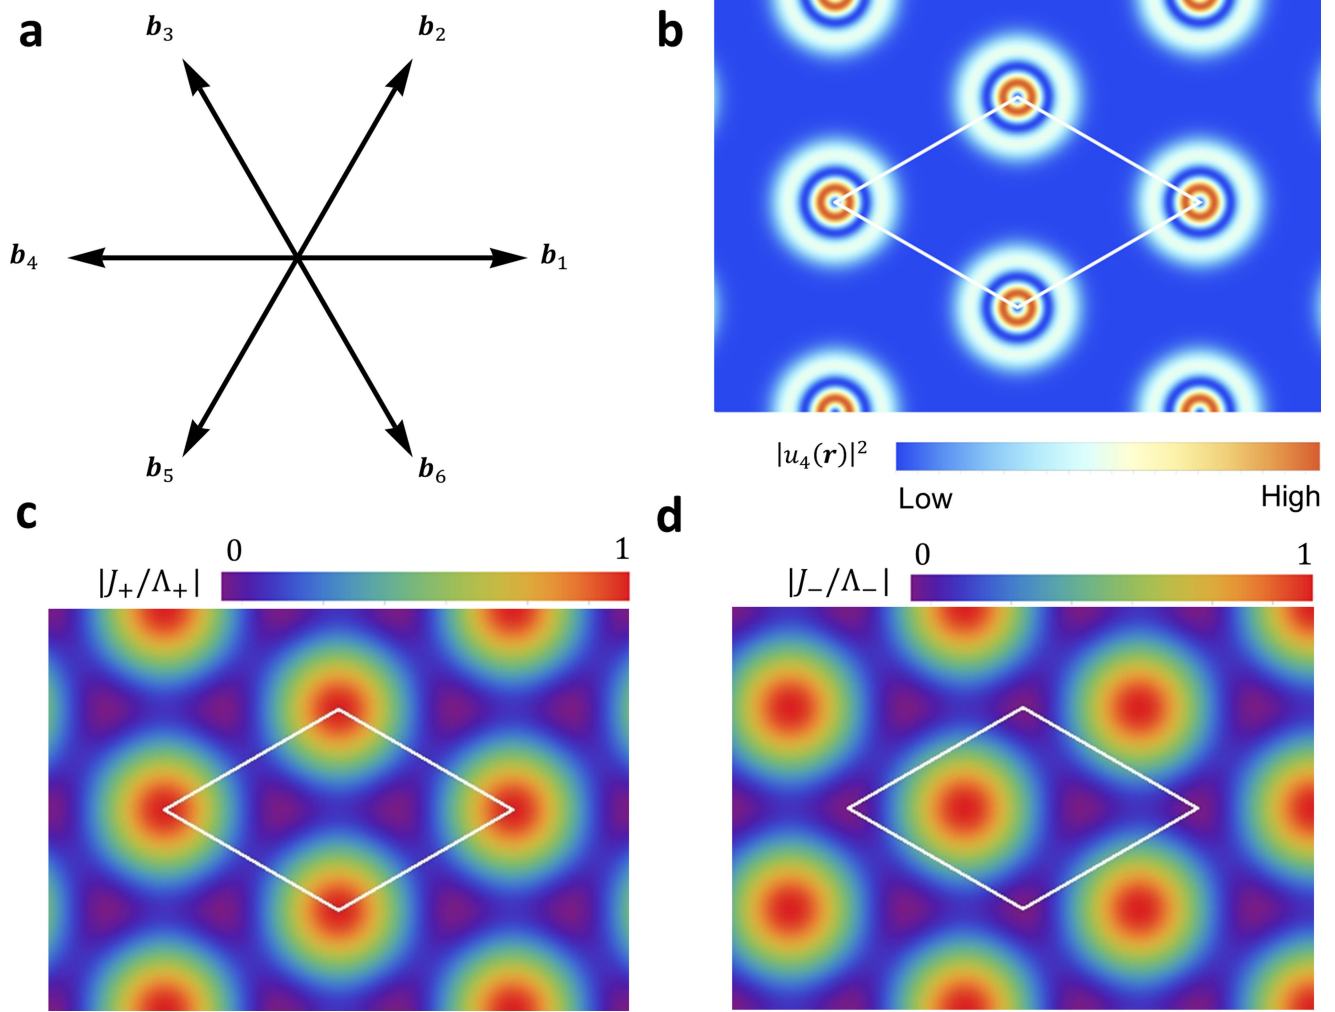 a
b₃
b₂
b₄
b₁
b₅
b₆
b
|u₄(r)|²
Low
High
c
0
1
|J₊/Λ₊|
d
0
1
|J₋/Λ₋|